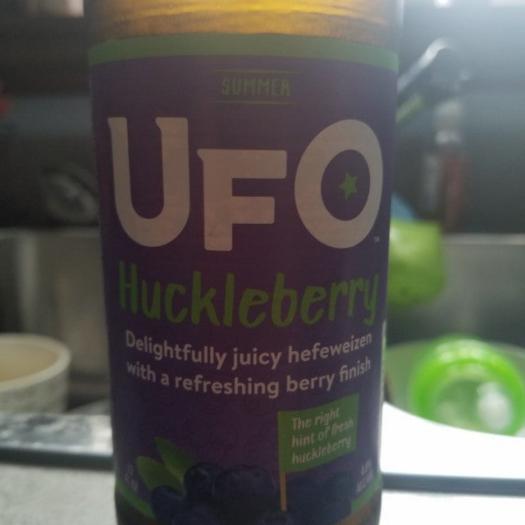 SUMMER
UFO
Huckleberry
Delightfully juicy hefeweizen
with a refreshing berry finish
The right
hint of fresh
huckleberry